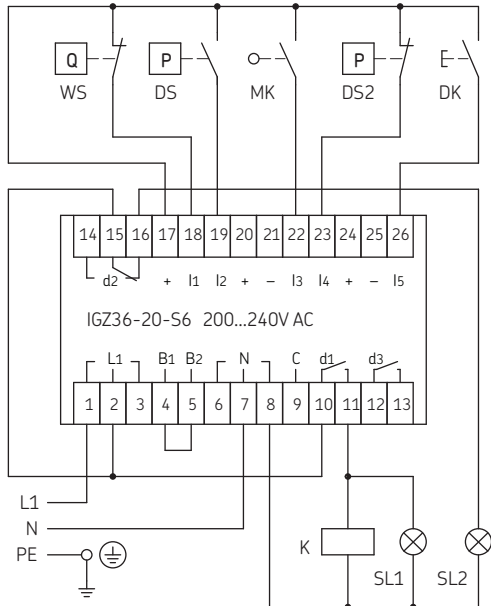 Q P P E
WS DS MK DS2 DK
14 15 16 17 18 19 20 21 22 23 24 25 26
d2 + I1 I2 + – I3 I4 + – I5
IGZ36-20-S6 200...240V AC
L1 B1 B2 N C d1 d3
1 2 3 4 5 6 7 8 9 10 11 12 13
L1
N
PE
K
SL1 SL2